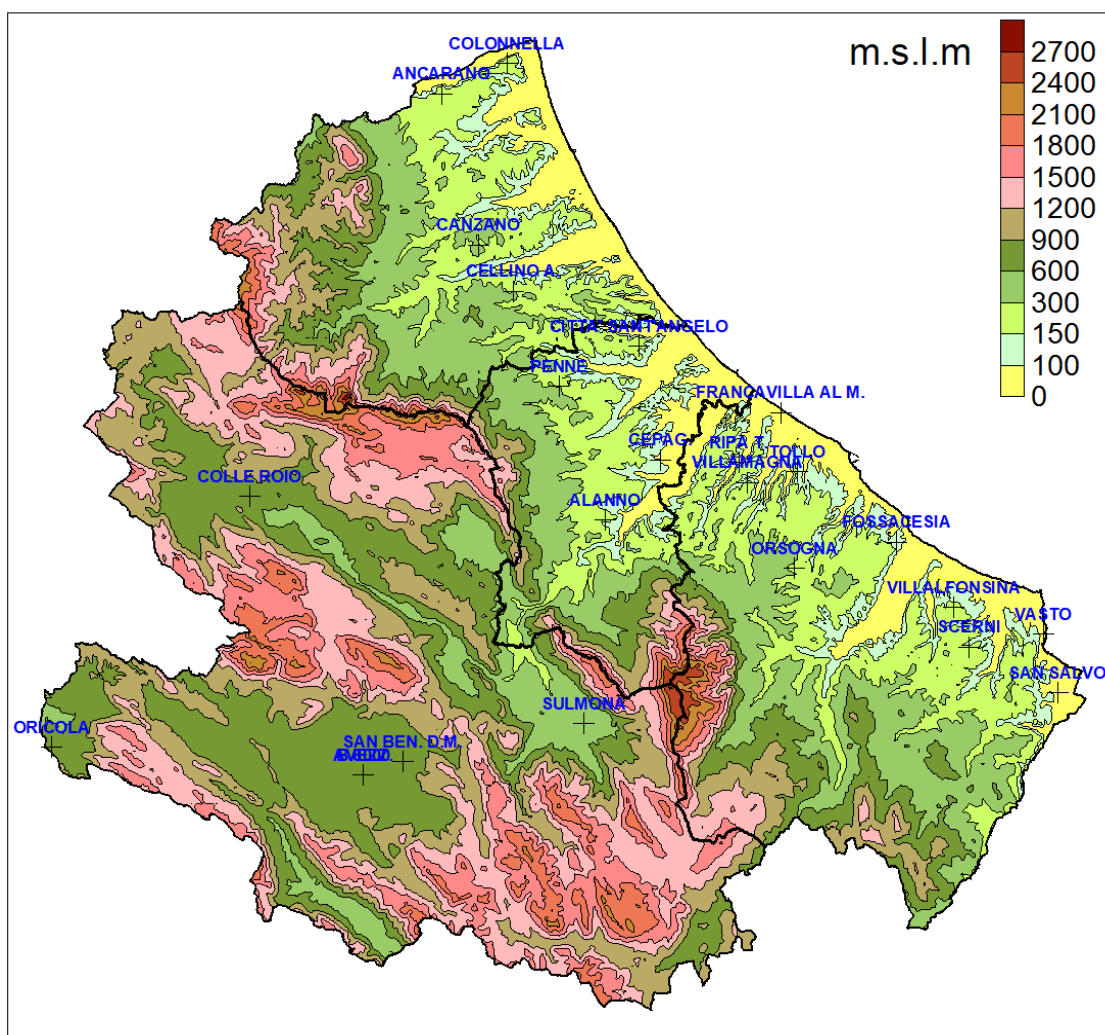 COLONNELLA
m.s.l.m
ANCARANO
2700
2400
2100
1800
1500
1200
900
600
300
150
100
0
CANZANO
CELLINO A.
CITTA SANT'ANGELO
PENNE
FRANCAVILLA AL M.
CEPAG.
RIPA T.
TOLLO
VILLAMAGNA
COLLE ROIO
ALANNO
FOSSACESIA
ORSOGNA
VILLALFONSINA
VASTO
SCERNI
SAN SALVO
SULMONA
ORICOLA
SAN BEN. D.M.